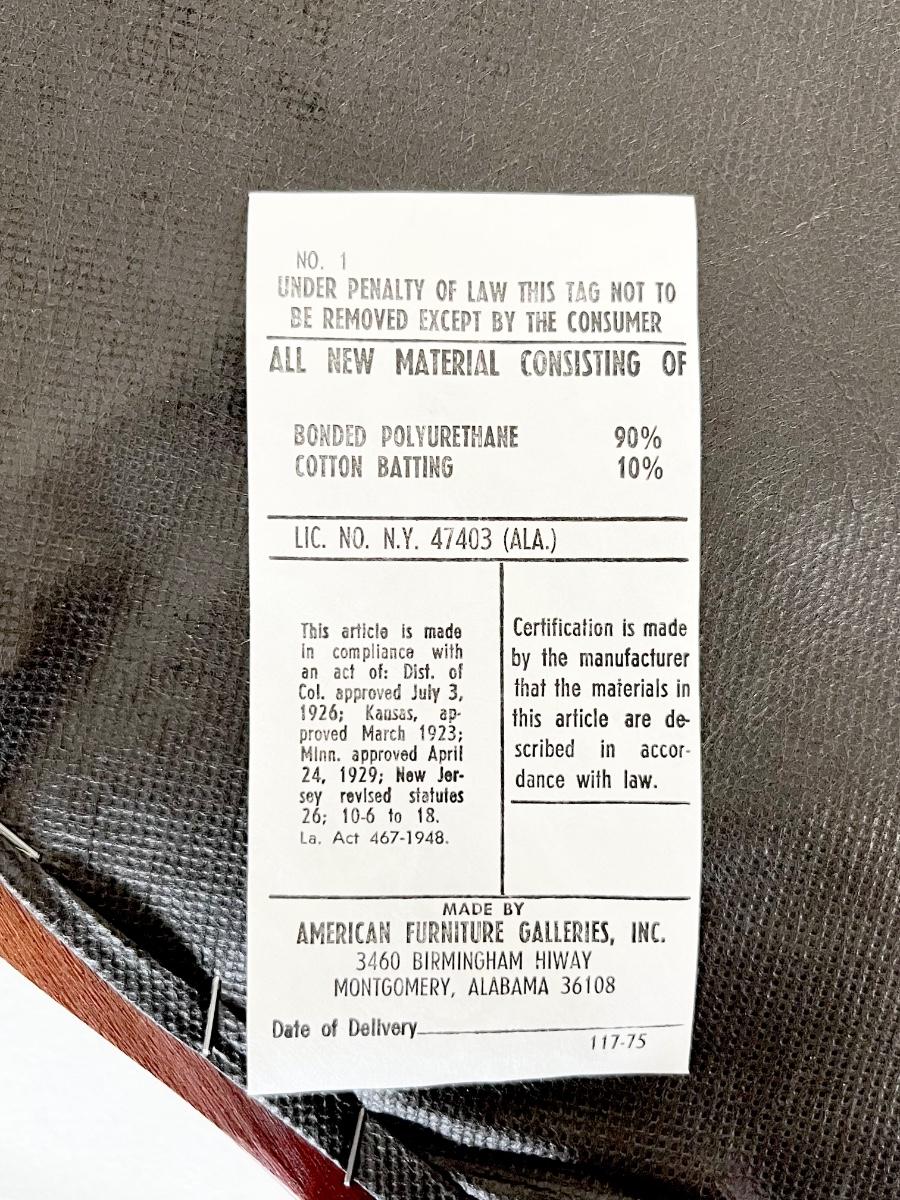 NO. 1
UNDER PENALTY OF LAW THIS TAG NOT TO
BE REMOVED EXCEPT BY THE CONSUMER
ALL NEW MATERIAL CONSISTING OF
BONDED POLYURETHANE 90%
COTTON BATTING 10%
LIC. NO. N.Y. 47403 (ALA.)
This article is made
in compliance with
an act of: Dist. of
Col. approved July 3,
1926; Kansas, ap-
proved March 1923;
Minn. approved April
24, 1929; New Jer-
sey revised statutes
26; 10-6 to 18.
La. Act 467-1948.
Certification is made
by the manufacturer
that the materials in
this article are de-
scribed in accor-
dance with law.
MADE BY
AMERICAN FURNITURE GALLERIES, INC.
3460 BIRMINGHAM HIWAY
MONTGOMERY, ALABAMA 36108
Date of Delivery
117-75